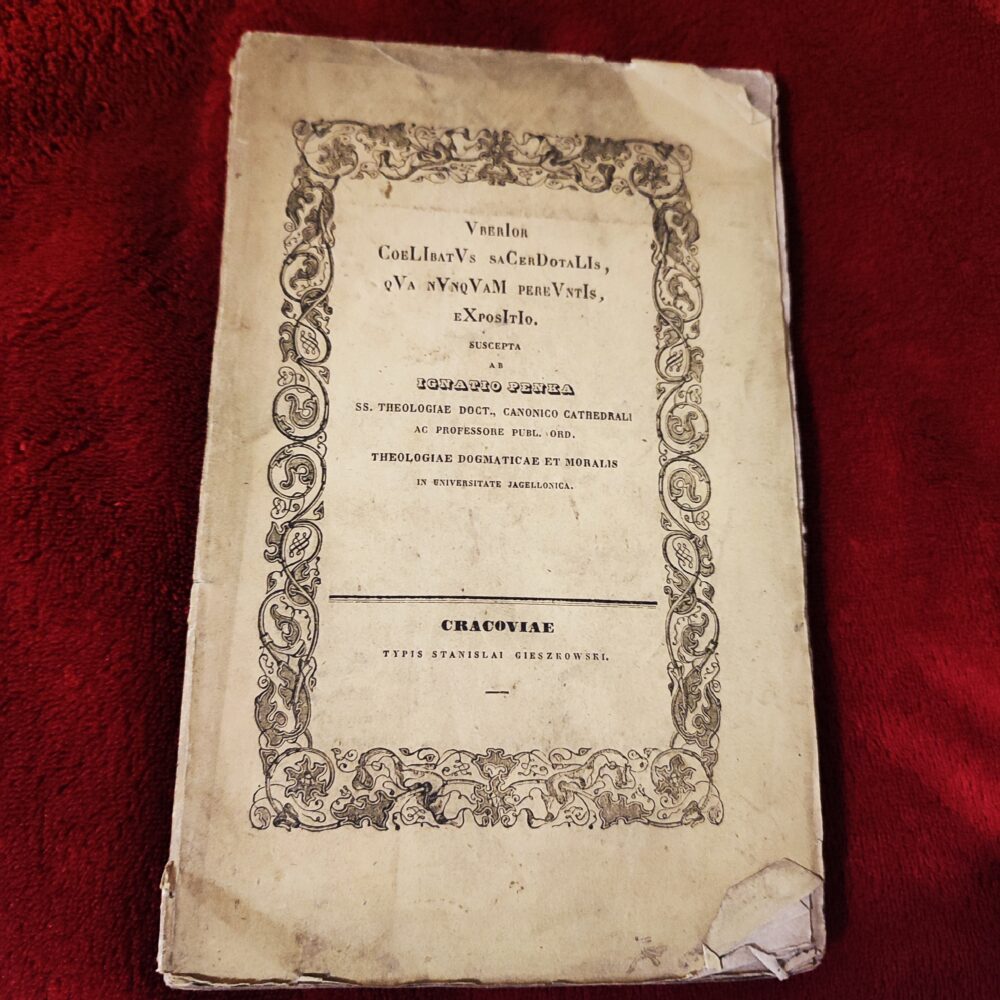 VberIor
CoeLIbatVs saCerDotaLIs,
qVa nVnqVaM pereVntIs,
eXposItIo.
SUSCEPTA
AB
IGNATIO PENKA
SS. THEOLOGIAE DOCT., CANONICO CATHEDRALI
AC PROFESSORE PUBL. ORD.
THEOLOGIAE DOGMATICAE ET MORALIS
IN UNIVERSITATE JAGELLONICA.
CRACOVIAE
TYPIS STANISLAI GIESZKOWSKI.